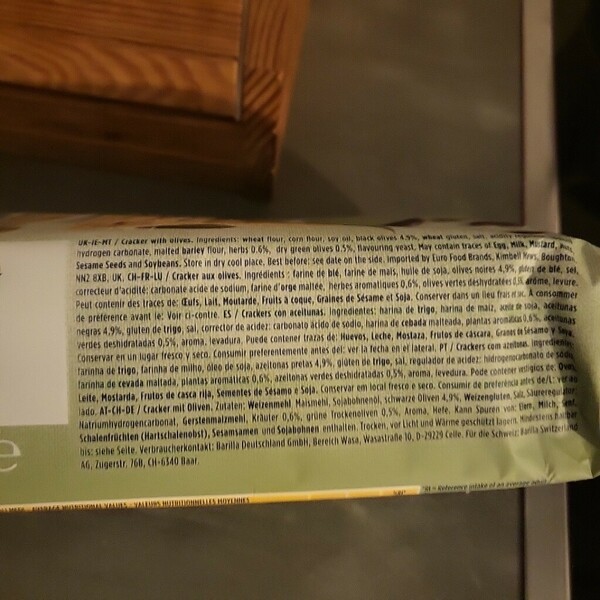 UK-IE-MT / Cracker with olives. Ingredients: wheat flour, corn flour, soy oil, black olives 4,9%, wheat gluten, salt, acidity
hydrogen carbonate, malted barley flour, herbs 0.6%, dry green olives 0.5%, flavouring yeast. May contain traces of Egg, Milk, Mustard, Nuts,
Sesame Seeds and Soybeans. Store in dry cool place. Best before: see date on the side. Imported by Euro Food Brands, Kimbell Mews, Boughton
NN2 8XB, UK. CH-FR-LU / Cracker aux olives. Ingrédients : farine de blé, farine de maïs, huile de soja, olives noires 4,9%, gluten de blé, sel,
correcteur d'acidité: carbonate acide de sodium, farine d'orge maltée, herbes aromatiques 0,6%, olives vertes déshydratées 0,5%, arôme, levure.
Peut contenir des traces de: Œufs, Lait, Moutarde, Fruits à coque, Graines de Sésame et Soja. Conserver dans un lieu frais et sec. À consommer
de préférence avant le: Voir ci-contre. ES / Crackers con aceitunas. Ingredientes: harina de trigo, harina de maíz, aceite de soja, aceitunas
negras 4,9%, gluten de trigo, sal, corrector de acidez: carbonato ácido de sodio, harina de cebada malteada, plantas aromáticas 0,6%, aceitunas
verdes deshidratadas 0,5%, aroma, levadura. Puede contener trazas de: Huevos, Leche, Mostaza, Frutos de cáscara, Granos de Sésamo y Soja.
Conservar en un lugar fresco y seco. Consumir preferentemente antes del: ver la fecha en el lateral. PT / Crackers com azeitonas. Ingredientes:
farinha de trigo, farinha de milho, óleo de soja, azeitonas pretas 4,9%, glúten de trigo, sal, regulador de acidez: hidrogenocarbonato de sódio,
farinha de cevada maltada, plantas aromáticas 0,6%, azeitonas verdes desidratadas 0,5%, aroma, levedura. Pode conter vestígios de: Ovos,
Leite, Mostarda, Frutos de casca rija, Sementes de Sésamo e Soja. Conservar em local fresco e seco. Consumir de preferência antes de/: ver ao
lado. AT-CH-DE / Cracker mit Oliven. Zutaten: Weizenmehl, Maismehl, Sojabohnenöl, schwarze Oliven 4,9%, Weizengluten, Salz, Säureregulator:
Natriumhydrogencarbonat, Gerstenmalzmehl, Kräuter 0,6%, grüne trockenoliven 0,5%, Aroma, Hefe. Kann Spuren von: Eiern, Milch, Senf,
Schalenfrüchten (Hartschalenobst), Sesamsamen und Sojabohnen enthalten. Trocken, vor Licht und Wärme geschützt lagern. Mindestens haltbar
bis: siehe Seite. Verbraucherkontakt: Barilla Deutschland GmbH, Bereich Wasa, Wasastraße 10, D-29229 Celle. Für die Schweiz: Barilla Switzerland
AG, Zugerstr. 76B, CH-6340 Baar.
e
AVERAGE NUTRITIONAL VALUES - VALEURS NUTRITIONNELLES MOYENNES
*RI = Reference intake of an average adult